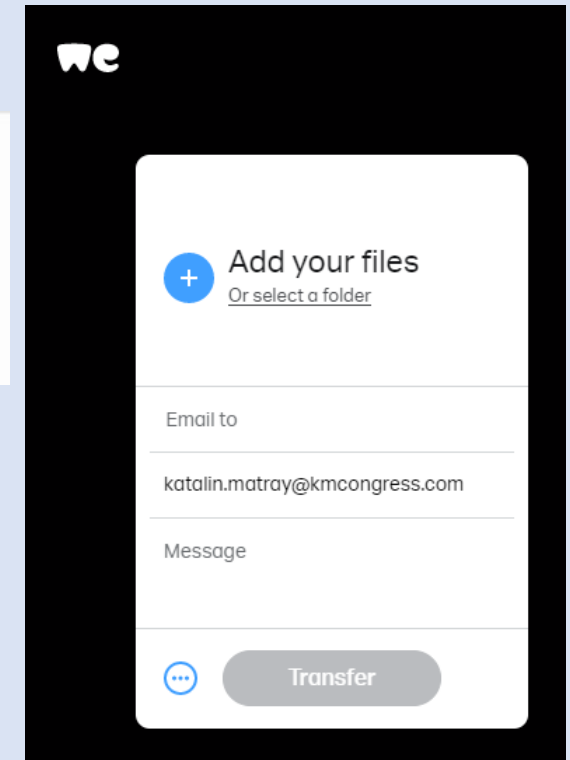 we
Add your files
Or select a folder
Email to
katalin.matray@kmcongress.com
Message
Transfer